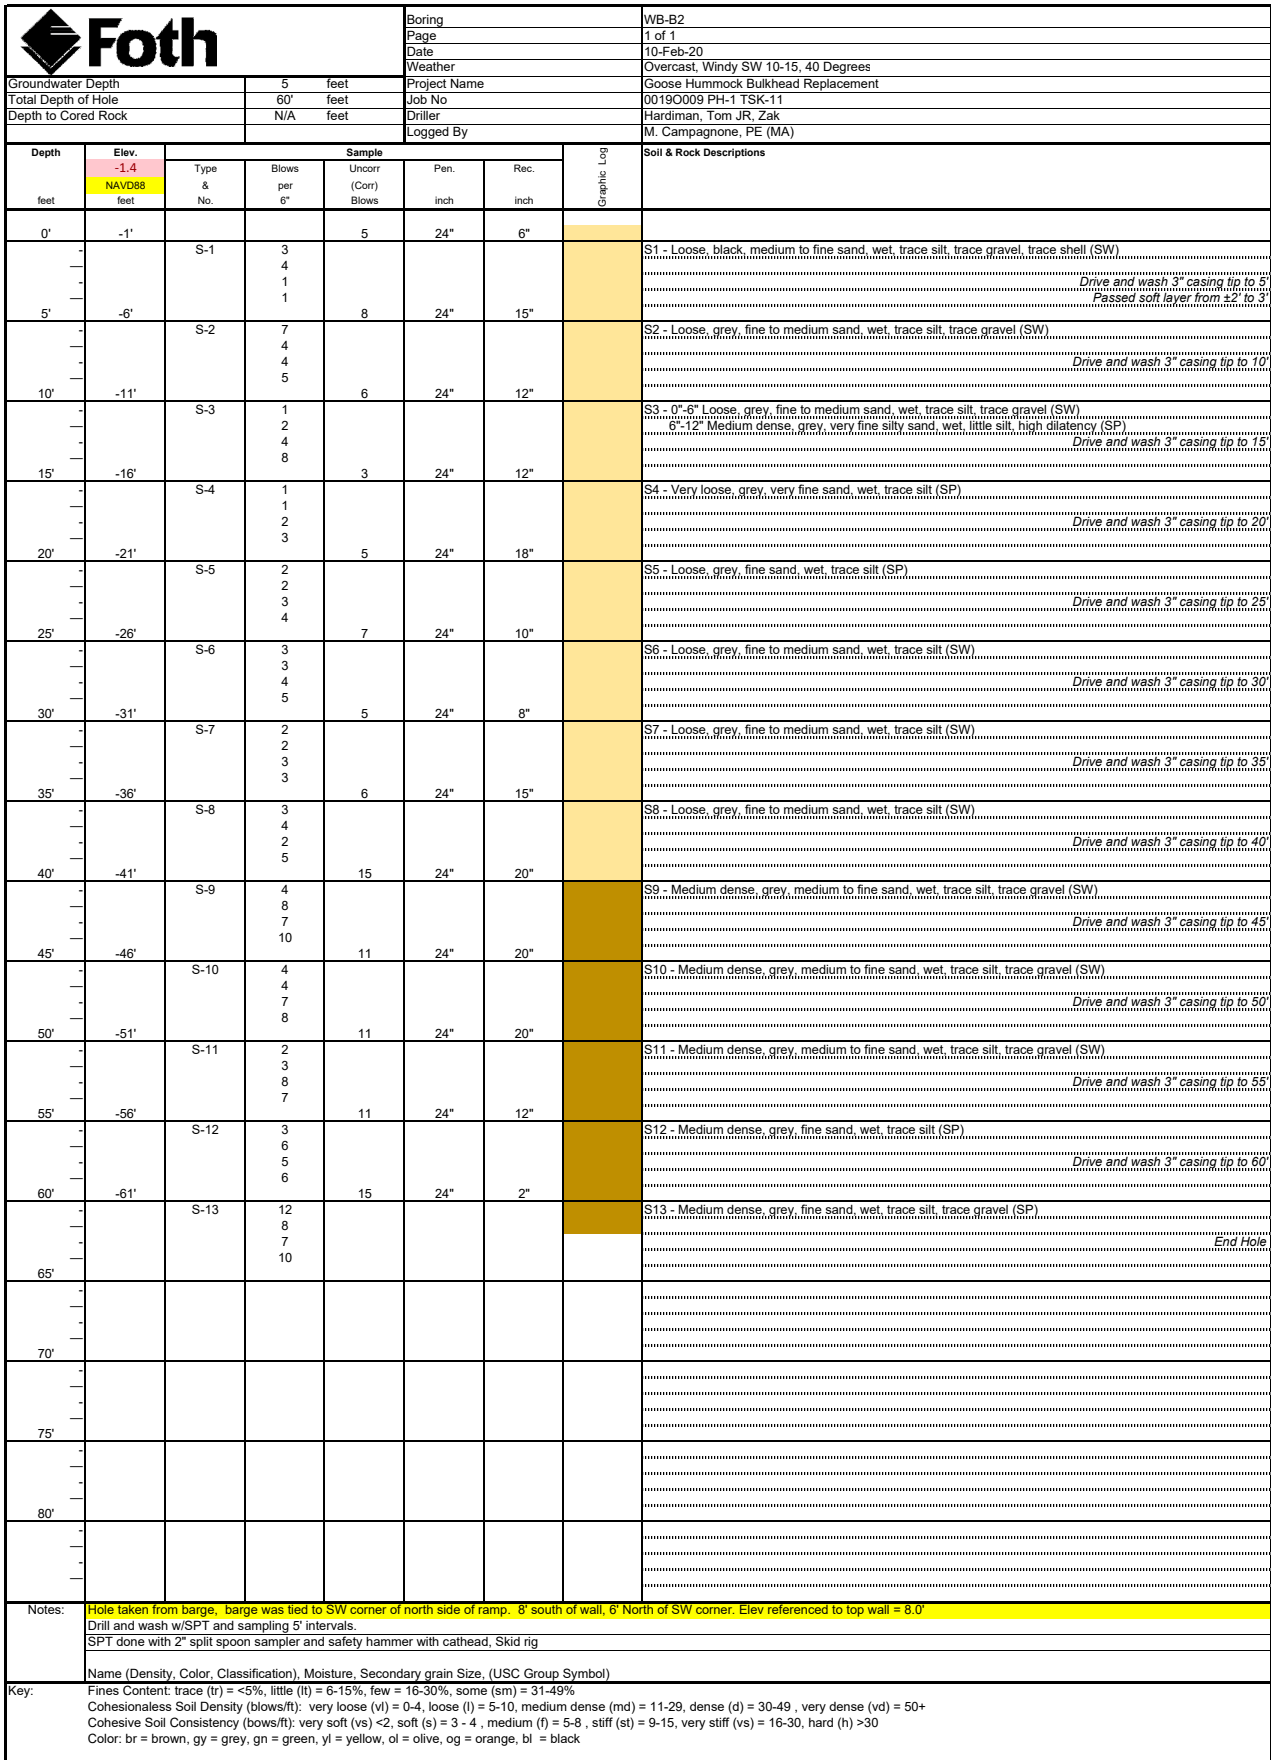 Foth
Boring WB-B2
Page 1 of 1
Date 10-Feb-20
Weather Overcast, Windy SW 10-15, 40 Degrees
Groundwater Depth 5 feet Project Name Goose Hummock Bulkhead Replacement
Total Depth of Hole 60' feet Job No 0019O009 PH-1 TSK-11
Depth to Cored Rock N/A feet Driller Hardiman, Tom JR, Zak
Logged By M. Campagnone, PE (MA)
Depth Elev. Sample Graphic Log Soil & Rock Descriptions
-1.4 Type Blows Uncorr Pen. Rec.
NAVD88 & per (Corr)
feet feet No. 6" Blows inch inch
0' -1' 5 24" 6"
- S-1 3 S1 - Loose, black, medium to fine sand, wet, trace silt, trace gravel, trace shell (SW)
— 4
- 1 Drive and wash 3" casing tip to 5'
— 1 Passed soft layer from ±2' to 3'
5' -6' 8 24" 15"
- S-2 7 S2 - Loose, grey, fine to medium sand, wet, trace silt, trace gravel (SW)
— 4
- 4 Drive and wash 3" casing tip to 10'
— 5
10' -11' 6 24" 12"
- S-3 1 S3 - 0"-6" Loose, grey, fine to medium sand, wet, trace silt, trace gravel (SW)
— 2 6"-12" Medium dense, grey, very fine silty sand, wet, little silt, high dilatency (SP)
- 4 Drive and wash 3" casing tip to 15'
— 8
15' -16' 3 24" 12"
- S-4 1 S4 - Very loose, grey, very fine sand, wet, trace silt (SP)
— 1
- 2 Drive and wash 3" casing tip to 20'
— 3
20' -21' 5 24" 18"
- S-5 2 S5 - Loose, grey, fine sand, wet, trace silt (SP)
— 2
- 3 Drive and wash 3" casing tip to 25'
— 4
25' -26' 7 24" 10"
- S-6 3 S6 - Loose, grey, fine to medium sand, wet, trace silt (SW)
— 3
- 4 Drive and wash 3" casing tip to 30'
— 5
30' -31' 5 24" 8"
- S-7 2 S7 - Loose, grey, fine to medium sand, wet, trace silt (SW)
— 2
- 3 Drive and wash 3" casing tip to 35'
— 3
35' -36' 6 24" 15"
- S-8 3 S8 - Loose, grey, fine to medium sand, wet, trace silt (SW)
— 4
- 2 Drive and wash 3" casing tip to 40'
— 5
40' -41' 15 24" 20"
- S-9 4 S9 - Medium dense, grey, medium to fine sand, wet, trace silt, trace gravel (SW)
— 8
- 7 Drive and wash 3" casing tip to 45'
— 10
45' -46' 11 24" 20"
- S-10 4 S10 - Medium dense, grey, medium to fine sand, wet, trace silt, trace gravel (SW)
— 4
- 7 Drive and wash 3" casing tip to 50'
— 8
50' -51' 11 24" 20"
- S-11 2 S11 - Medium dense, grey, medium to fine sand, wet, trace silt, trace gravel (SW)
— 3
- 8 Drive and wash 3" casing tip to 55'
— 7
55' -56' 11 24" 12"
- S-12 3 S12 - Medium dense, grey, fine sand, wet, trace silt (SP)
— 6
- 5 Drive and wash 3" casing tip to 60'
— 6
60' -61' 15 24" 2"
- S-13 12 S13 - Medium dense, grey, fine sand, wet, trace silt, trace gravel (SP)
— 8
- 7 End Hole
— 10
65'
-
—
-
—
70'
-
—
-
—
75'
-
—
-
—
80'
-
—
-
—
Notes: Hole taken from barge, barge was tied to SW corner of north side of ramp. 8' south of wall, 6' North of SW corner. Elev referenced to top wall = 8.0'
Drill and wash w/SPT and sampling 5' intervals.
SPT done with 2" split spoon sampler and safety hammer with cathead, Skid rig
Name (Density, Color, Classification), Moisture, Secondary grain Size, (USC Group Symbol)
Key: Fines Content: trace (tr) = <5%, little (lt) = 6-15%, few = 16-30%, some (sm) = 31-49%
Cohesionaless Soil Density (blows/ft): very loose (vl) = 0-4, loose (l) = 5-10, medium dense (md) = 11-29, dense (d) = 30-49 , very dense (vd) = 50+
Cohesive Soil Consistency (bows/ft): very soft (vs) <2, soft (s) = 3 - 4 , medium (f) = 5-8 , stiff (st) = 9-15, very stiff (vs) = 16-30, hard (h) >30
Color: br = brown, gy = grey, gn = green, yl = yellow, ol = olive, og = orange, bl = black